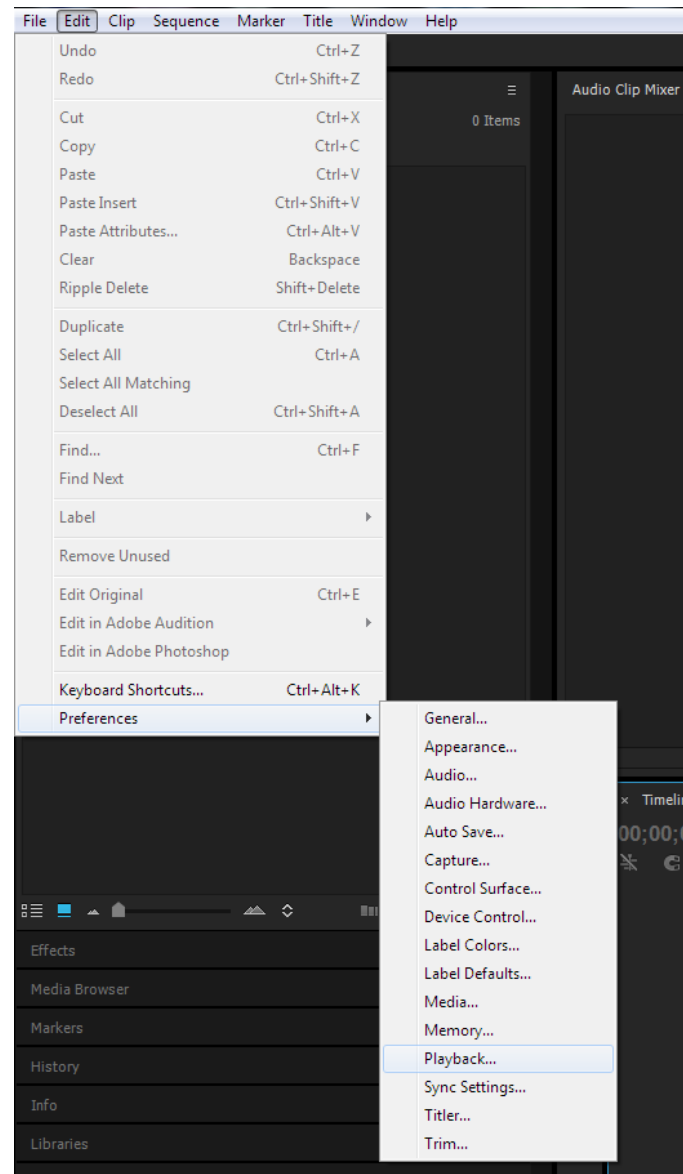 File Edit Clip Sequence Marker Title Window Help
Undo Ctrl+Z
Redo Ctrl+Shift+Z
Cut Ctrl+X
Copy Ctrl+C
Paste Ctrl+V
Paste Insert Ctrl+Shift+V
Paste Attributes... Ctrl+Alt+V
Clear Backspace
Ripple Delete Shift+Delete
Duplicate Ctrl+Shift+/
Select All Ctrl+A
Select All Matching
Deselect All Ctrl+Shift+A
Find... Ctrl+F
Find Next
Label
Remove Unused
Edit Original Ctrl+E
Edit in Adobe Audition
Edit in Adobe Photoshop
Keyboard Shortcuts... Ctrl+Alt+K
Preferences
General...
Appearance...
Audio...
Audio Hardware...
Auto Save...
Capture...
Control Surface...
Device Control...
Label Colors...
Label Defaults...
Media...
Memory...
Playback...
Sync Settings...
Titler...
Trim...
0 Items
Audio Clip Mixer
× Timeli
00;00;
Effects
Media Browser
Markers
History
Info
Libraries